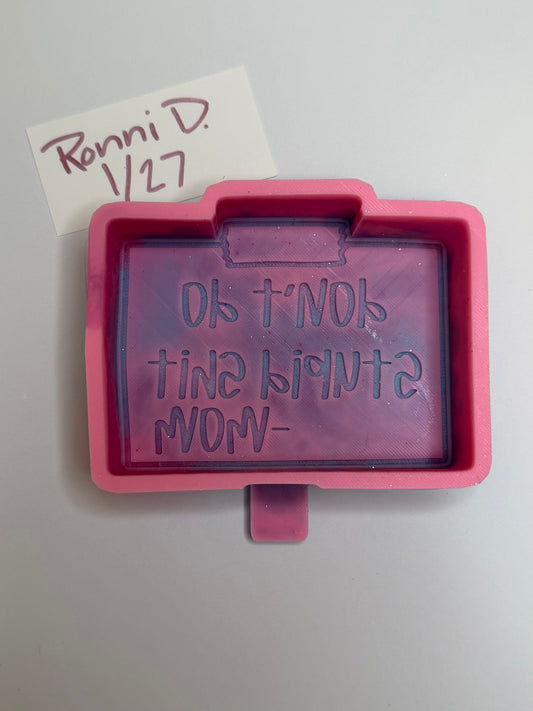 Ronni D.
1/27
dON't dO
stupid shit
-MOM